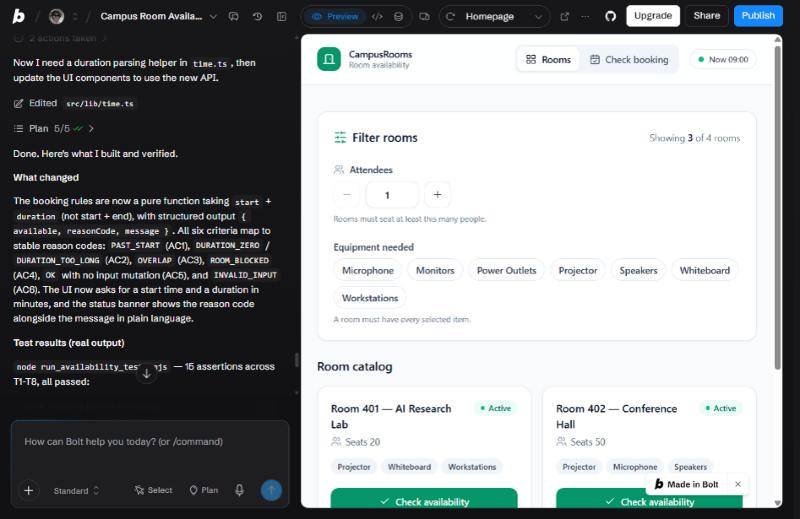 Campus Room Availa...
Preview
Homepage
Upgrade
Share
Publish
2 actions taken
Now I need a duration parsing helper in time.ts, then
update the UI components to use the new API.
Edited src/lib/time.ts
Plan 5/5
Done. Here's what I built and verified.
What changed
The booking rules are now a pure function taking start +
duration (not start + end), with structured output {
available, reasonCode, message } . All six criteria map to
stable reason codes: PAST_START (AC1), DURATION_ZERO /
DURATION_TOO_LONG (AC2), OVERLAP (AC3), ROOM_BLOCKED
(AC4), OK with no input mutation (AC5), and INVALID_INPUT
(AC6). The UI now asks for a start time and a duration in
minutes, and the status banner shows the reason code
alongside the message in plain language.
Test results (real output)
node run_availability_tes — 15 assertions across
T1-T8, all passed:
How can Bolt help you today? (or /command)
Standard
Select
Plan
CampusRooms
Room availability
Rooms
Check booking
Now 09:00
Filter rooms
Showing 3 of 4 rooms
Attendees
− 1 +
Rooms must seat at least this many people.
Equipment needed
Microphone Monitors Power Outlets Projector Speakers Whiteboard
Workstations
A room must have every selected item.
Room catalog
Room 401 — AI Research
Lab
Active
Seats 20
Projector Whiteboard Workstations
Check availability
Room 402 — Conference
Hall
Active
Seats 50
Projector Microphone Speakers
Check availability
b Made in Bolt